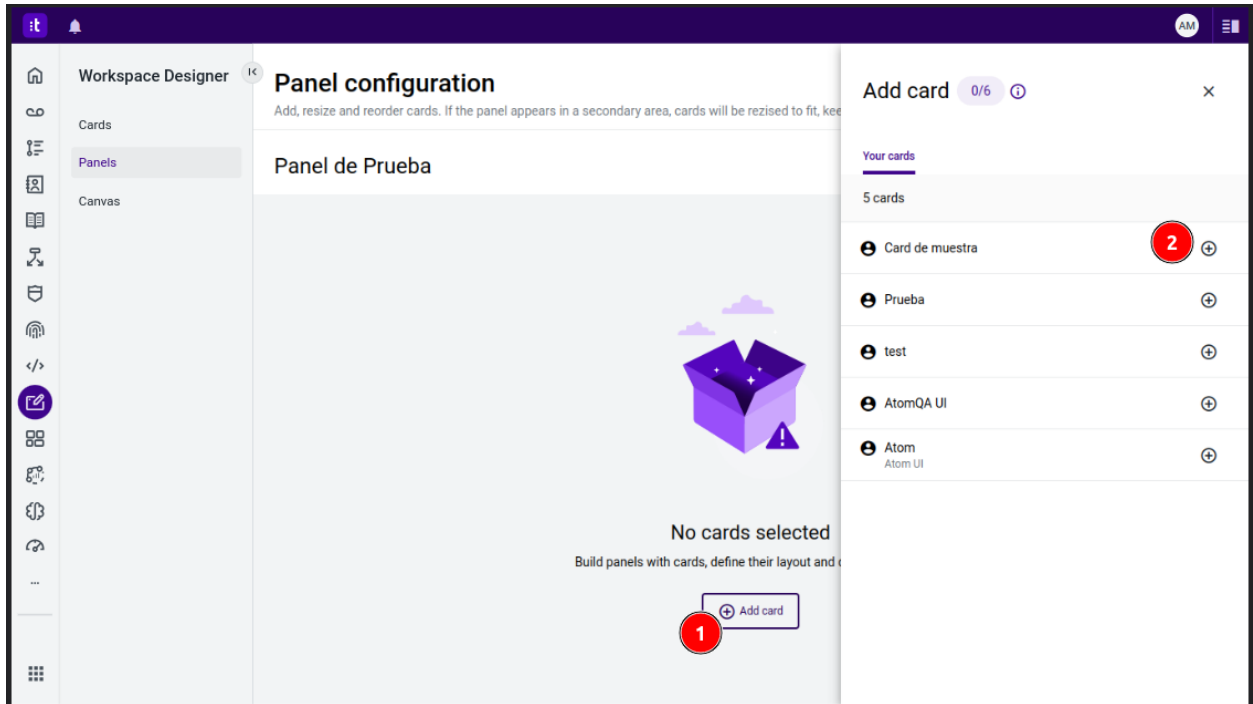 :t
AM
Workspace Designer
Cards
Panels
Canvas
...
Panel configuration
Add, resize and reorder cards. If the panel appears in a secondary area, cards will be rezised to fit,
Panel de Prueba
No cards selected
Build panels with cards, define their layout and
Add card
1
Add card 0/6
Your cards
5 cards
Card de muestra
2
Prueba
test
AtomQA UI
Atom
Atom UI